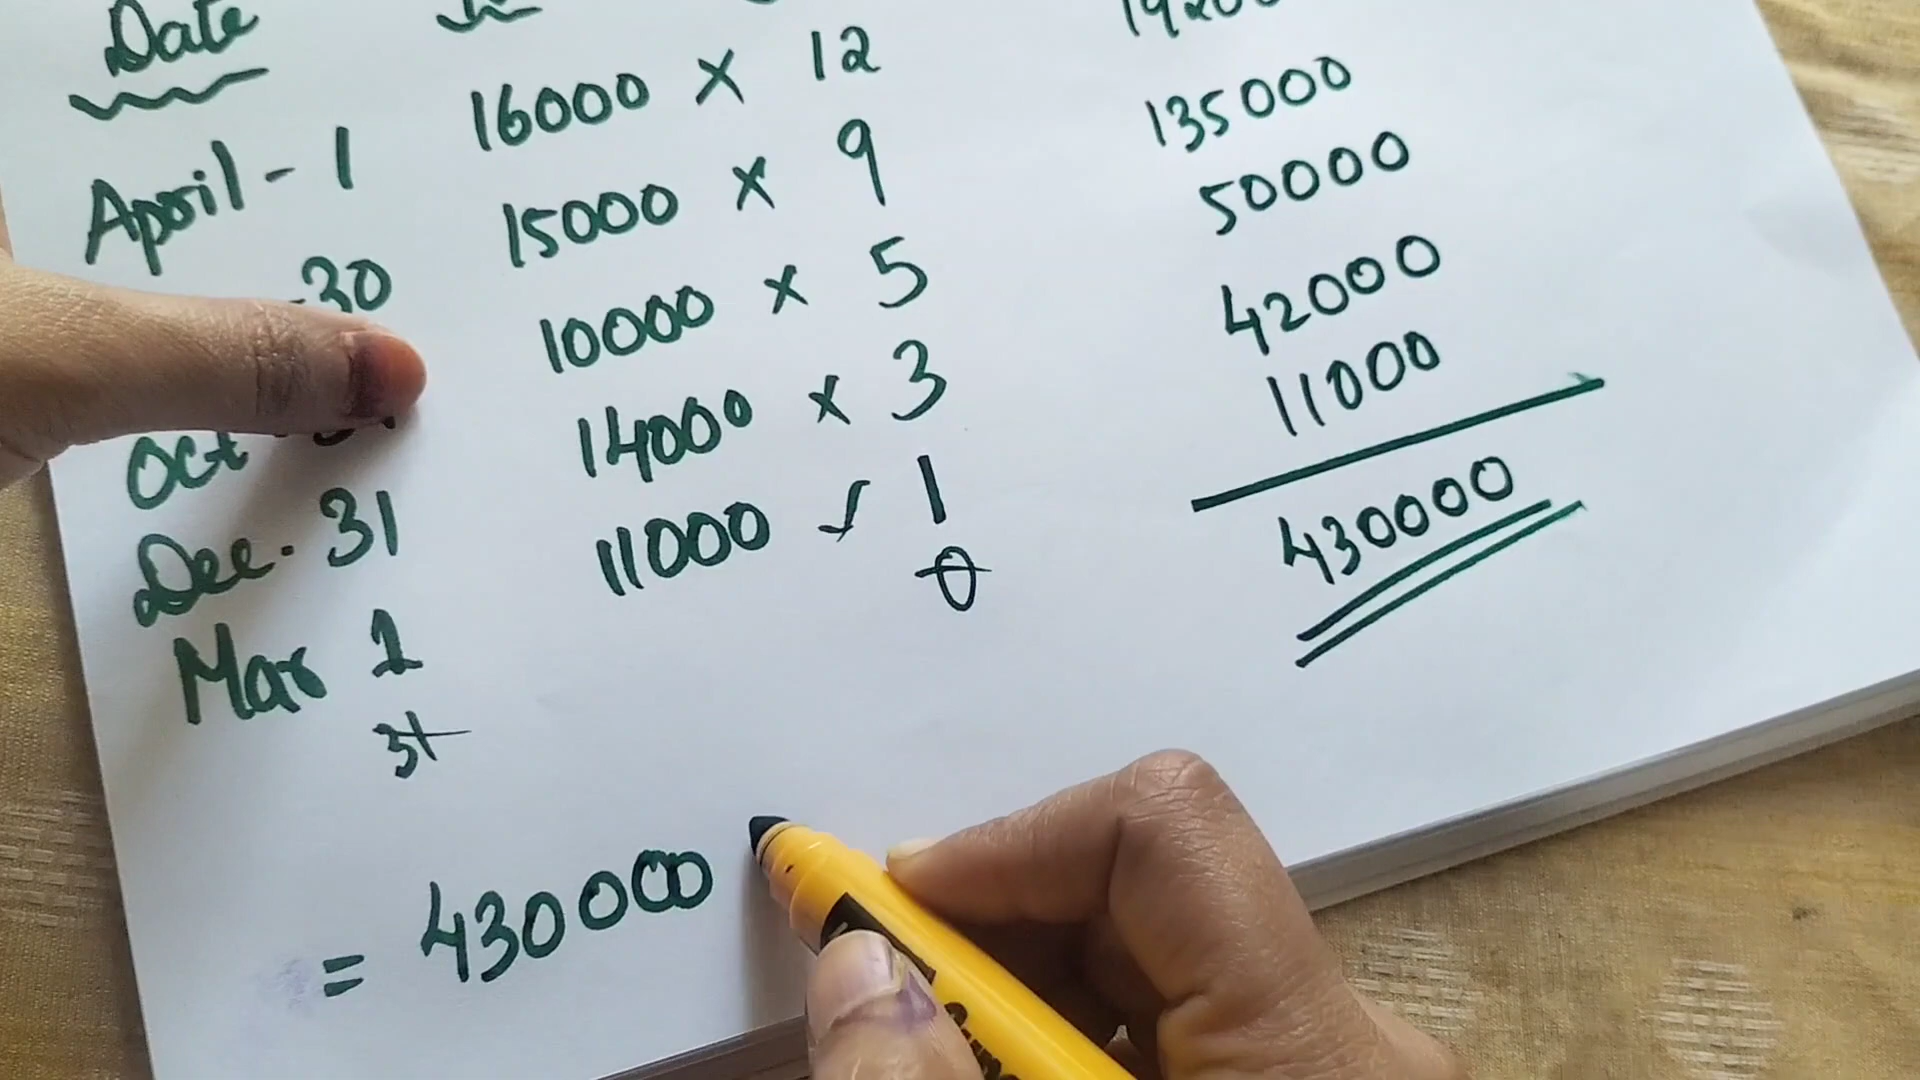 Date
April - 1 16000 × 12
30 15000 × 9 135000
10000 × 5 50000
Oct 14000 × 3 42000
Dec. 31 11000 × 1 11000
Mar 1 0 430000
31
= 430000